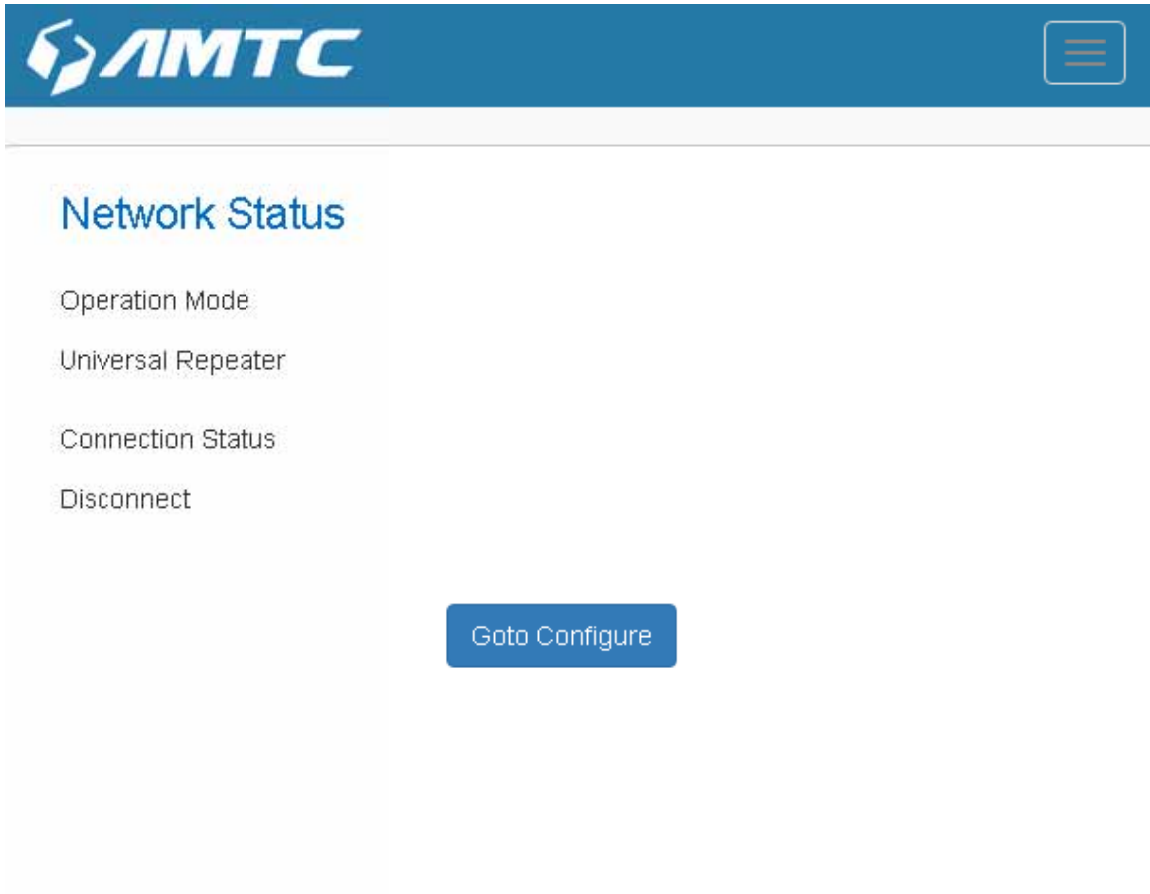 AMTC
Network Status
Operation Mode
Universal Repeater
Connection Status
Disconnect
Goto Configure